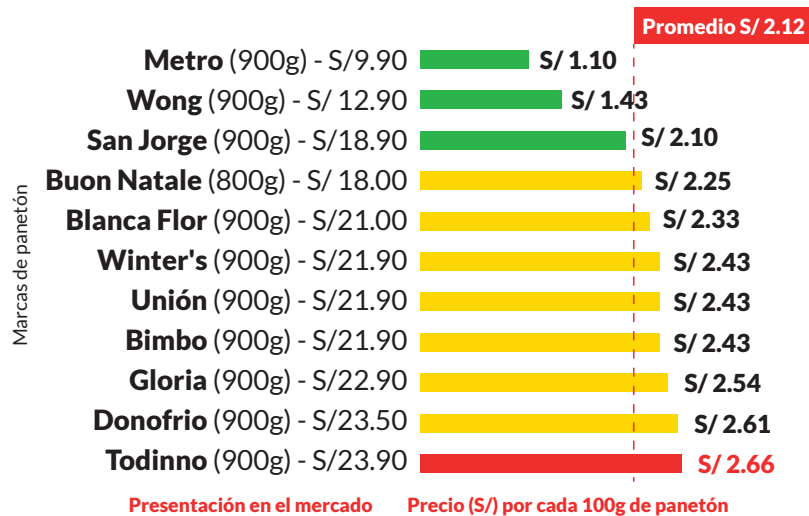 Promedio S/ 2.12
Metro (900g) - S/9.90 S/ 1.10
Wong (900g) - S/ 12.90 S/ 1.43
San Jorge (900g) - S/18.90 S/ 2.10
Buon Natale (800g) - S/ 18.00 S/ 2.25
Blanca Flor (900g) - S/21.00 S/ 2.33
Winter's (900g) - S/21.90 S/ 2.43
Unión (900g) - S/21.90 S/ 2.43
Bimbo (900g) - S/21.90 S/ 2.43
Gloria (900g) - S/22.90 S/ 2.54
Donofrio (900g) - S/23.50 S/ 2.61
Todinno (900g) - S/23.90 S/ 2.66
Marcas de panetón
Presentación en el mercado Precio (S/) por cada 100g de panetón